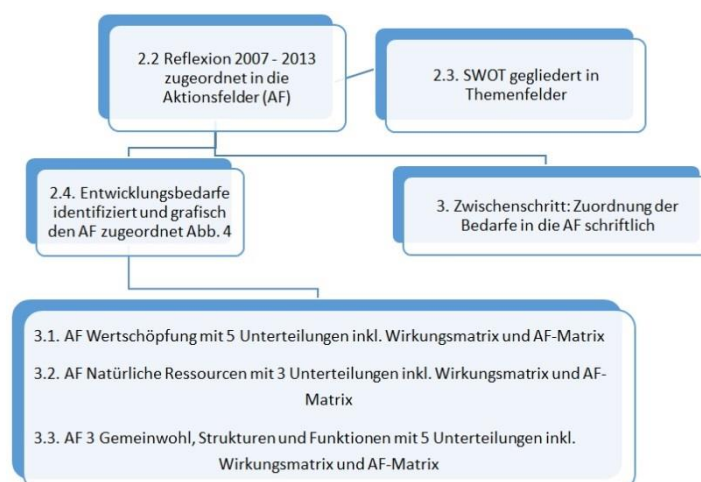 2.2 Reflexion 2007 - 2013
zugeordnet in die
Aktionsfelder (AF)
2.3. SWOT gegliedert in
Themenfelder
2.4. Entwicklungsbedarfe
identifiziert und grafisch
den AF zugeordnet Abb. 4
3. Zwischenschritt: Zuordnung der
Bedarfe in die AF schriftlich
3.1. AF Wertschöpfung mit 5 Unterteilungen inkl. Wirkungsmatrix und AF-Matrix
3.2. AF Natürliche Ressourcen mit 3 Unterteilungen inkl. Wirkungsmatrix und AF-
Matrix
3.3. AF 3 Gemeinwohl, Strukturen und Funktionen mit 5 Unterteilungen inkl.
Wirkungsmatrix und AF-Matrix